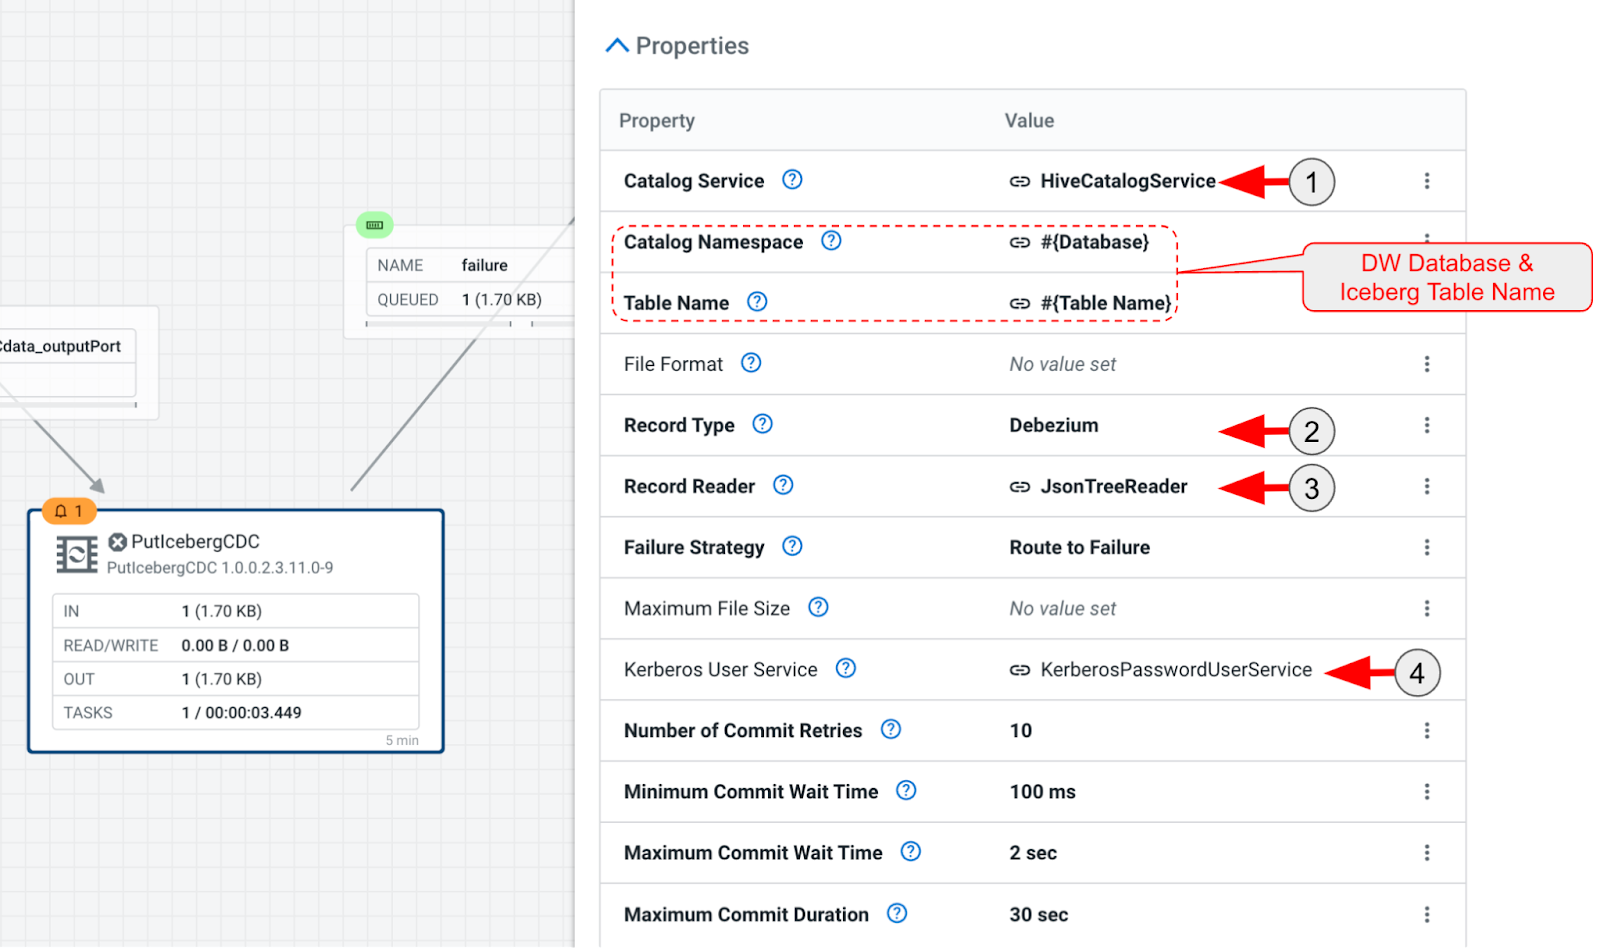 Properties
Property Value
Catalog Service ? HiveCatalogService 1
Catalog Namespace ? #{Database}
Table Name ? #{Table Name}
DW Database &
Iceberg Table Name
File Format ? No value set
Record Type ? Debezium 2
Record Reader ? JsonTreeReader 3
Failure Strategy ? Route to Failure
Maximum File Size ? No value set
Kerberos User Service ? KerberosPasswordUserService 4
Number of Commit Retries ? 10
Minimum Commit Wait Time ? 100 ms
Maximum Commit Wait Time ? 2 sec
Maximum Commit Duration ? 30 sec
NAME failure
QUEUED 1 (1.70 KB)
Cdata_outputPort
1
PutIcebergCDC
PutIcebergCDC 1.0.0.2.3.11.0-9
IN 1 (1.70 KB)
READ/WRITE 0.00 B / 0.00 B
OUT 1 (1.70 KB)
TASKS 1 / 00:00:03.449
5 min